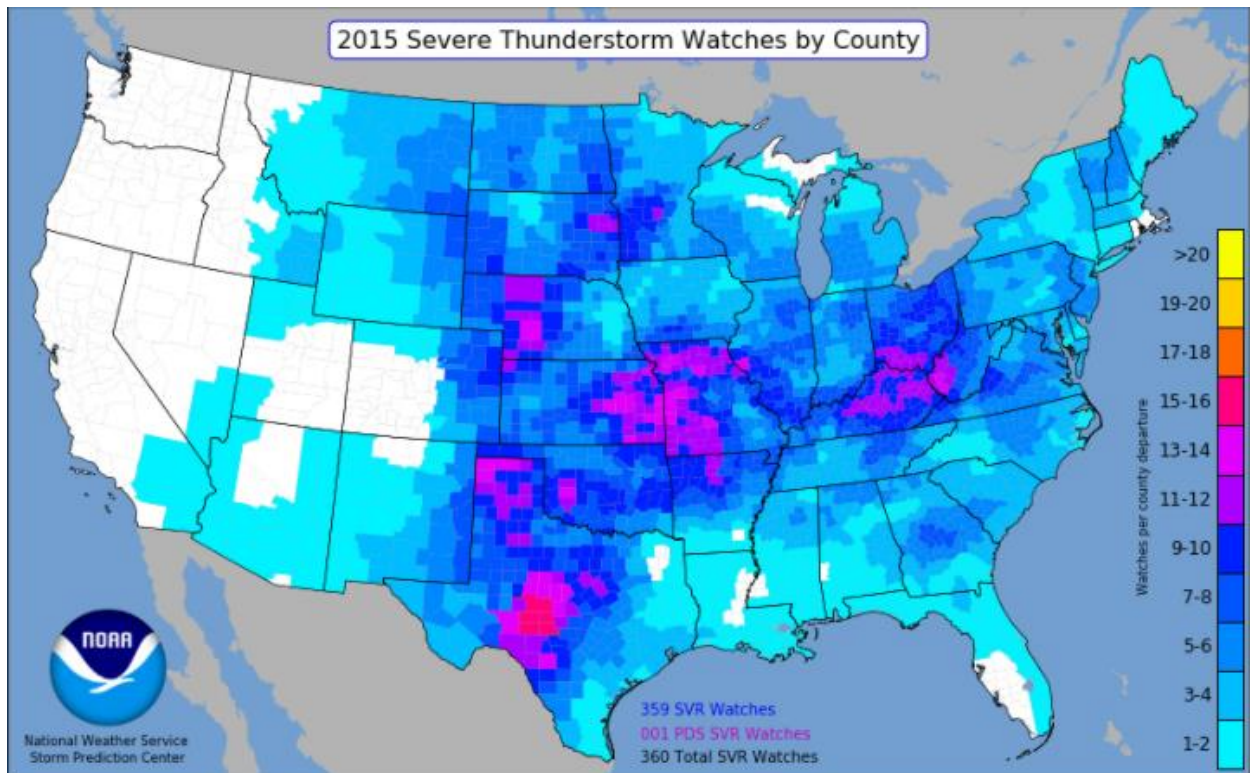 2015 Severe Thunderstorm Watches by County
>20
19-20
17-18
15-16
13-14
11-12
9-10
7-8
5-6
3-4
1-2
Watches per county departure
NOAA
National Weather Service
Storm Prediction Center
359 SVR Watches
001 PDS SVR Watches
360 Total SVR Watches